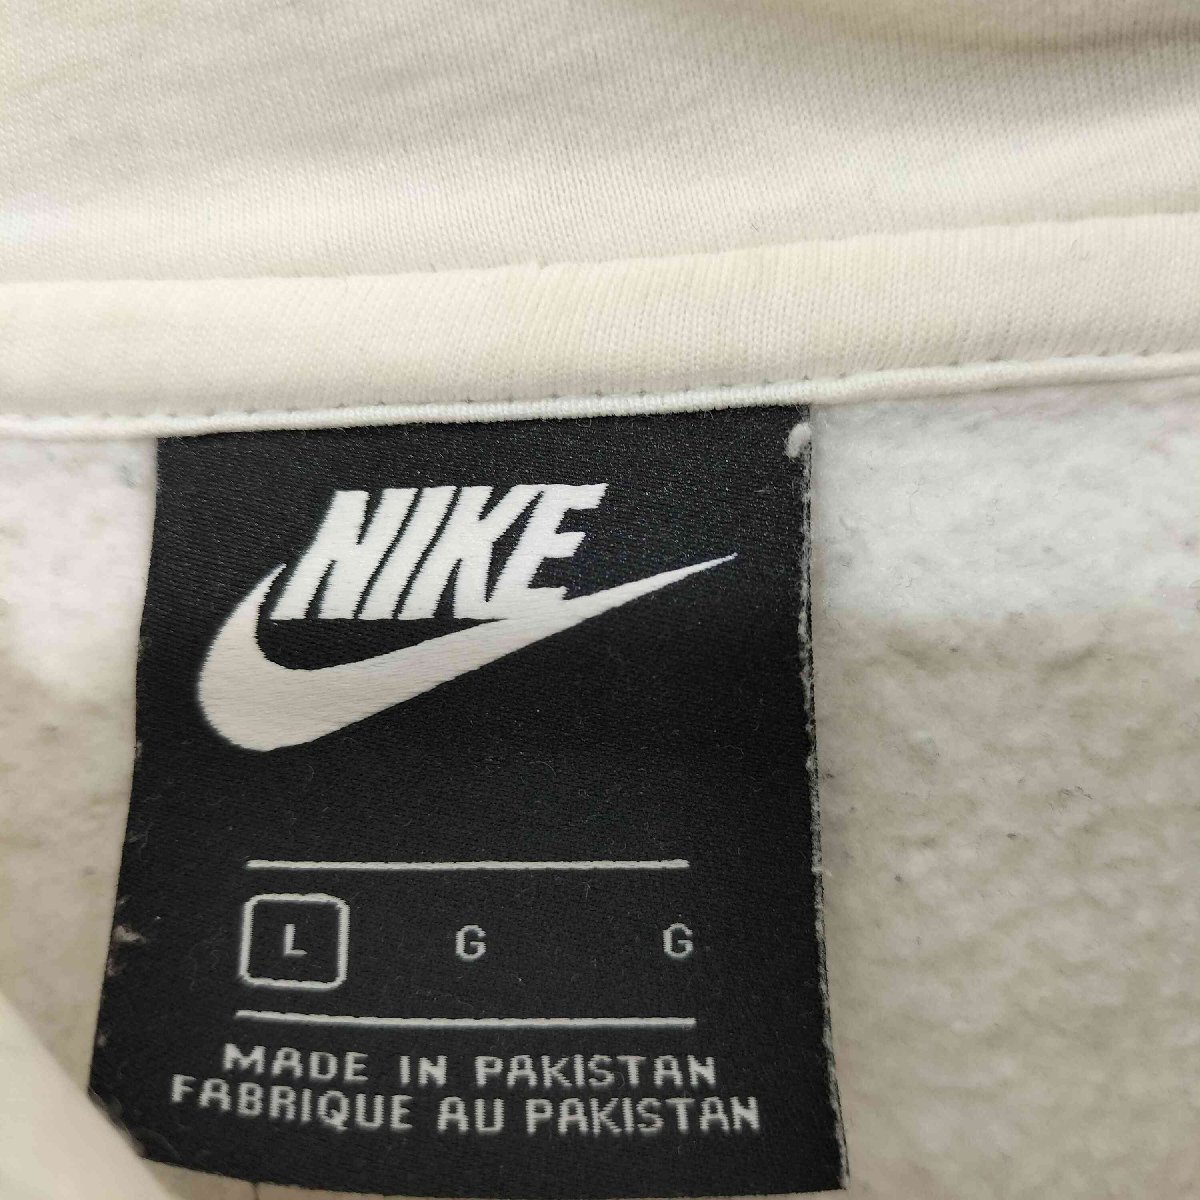 NIKE
L G G
MADE IN PAKISTAN
FABRIQUE AU PAKISTAN